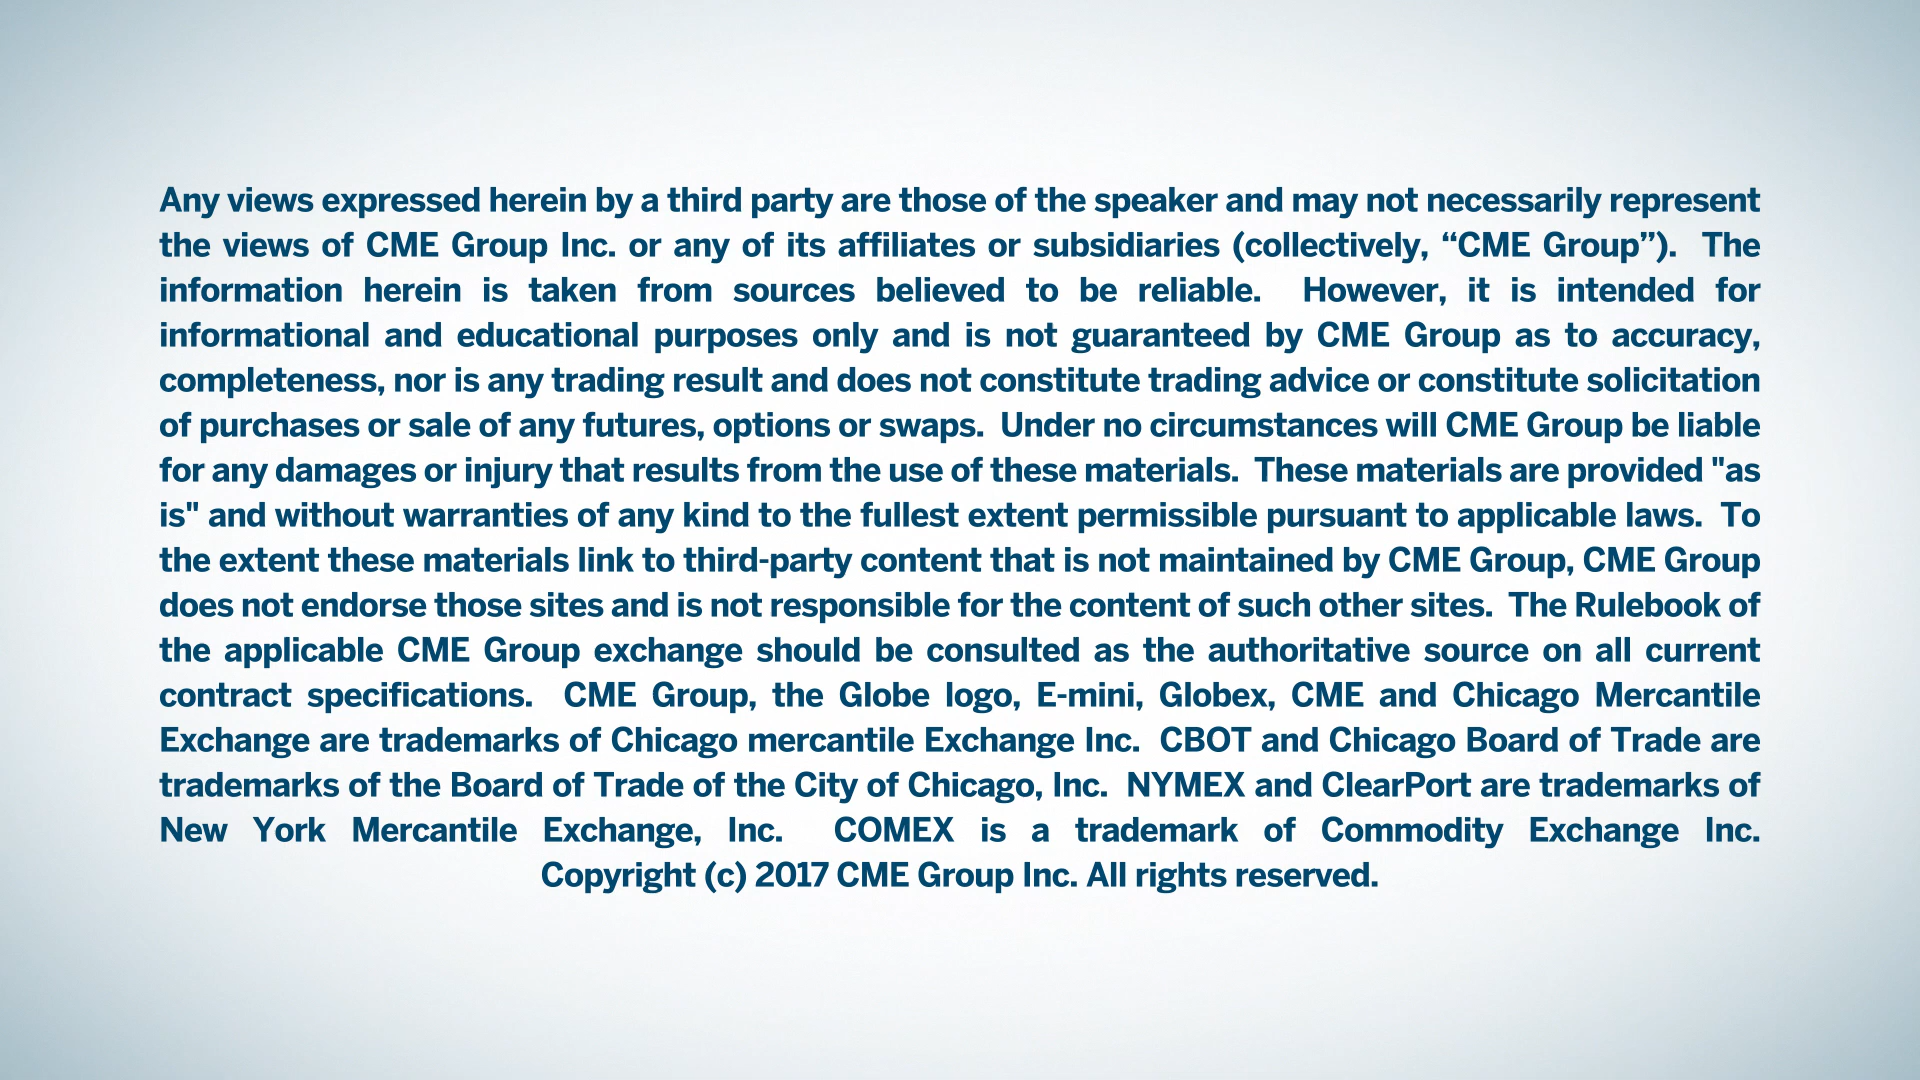 Any views expressed herein by a third party are those of the speaker and may not necessarily represent
the views of CME Group Inc. or any of its affiliates or subsidiaries (collectively, “CME Group”).  The
information herein is taken from sources believed to be reliable.  However, it is intended for
informational and educational purposes only and is not guaranteed by CME Group as to accuracy,
completeness, nor is any trading result and does not constitute trading advice or constitute solicitation
of purchases or sale of any futures, options or swaps.  Under no circumstances will CME Group be liable
for any damages or injury that results from the use of these materials.  These materials are provided "as
is" and without warranties of any kind to the fullest extent permissible pursuant to applicable laws.  To
the extent these materials link to third-party content that is not maintained by CME Group, CME Group
does not endorse those sites and is not responsible for the content of such other sites.  The Rulebook of
the applicable CME Group exchange should be consulted as the authoritative source on all current
contract specifications.  CME Group, the Globe logo, E-mini, Globex, CME and Chicago Mercantile
Exchange are trademarks of Chicago mercantile Exchange Inc.  CBOT and Chicago Board of Trade are
trademarks of the Board of Trade of the City of Chicago, Inc.  NYMEX and ClearPort are trademarks of
New York Mercantile Exchange, Inc.  COMEX is a trademark of Commodity Exchange Inc.
Copyright (c) 2017 CME Group Inc. All rights reserved.